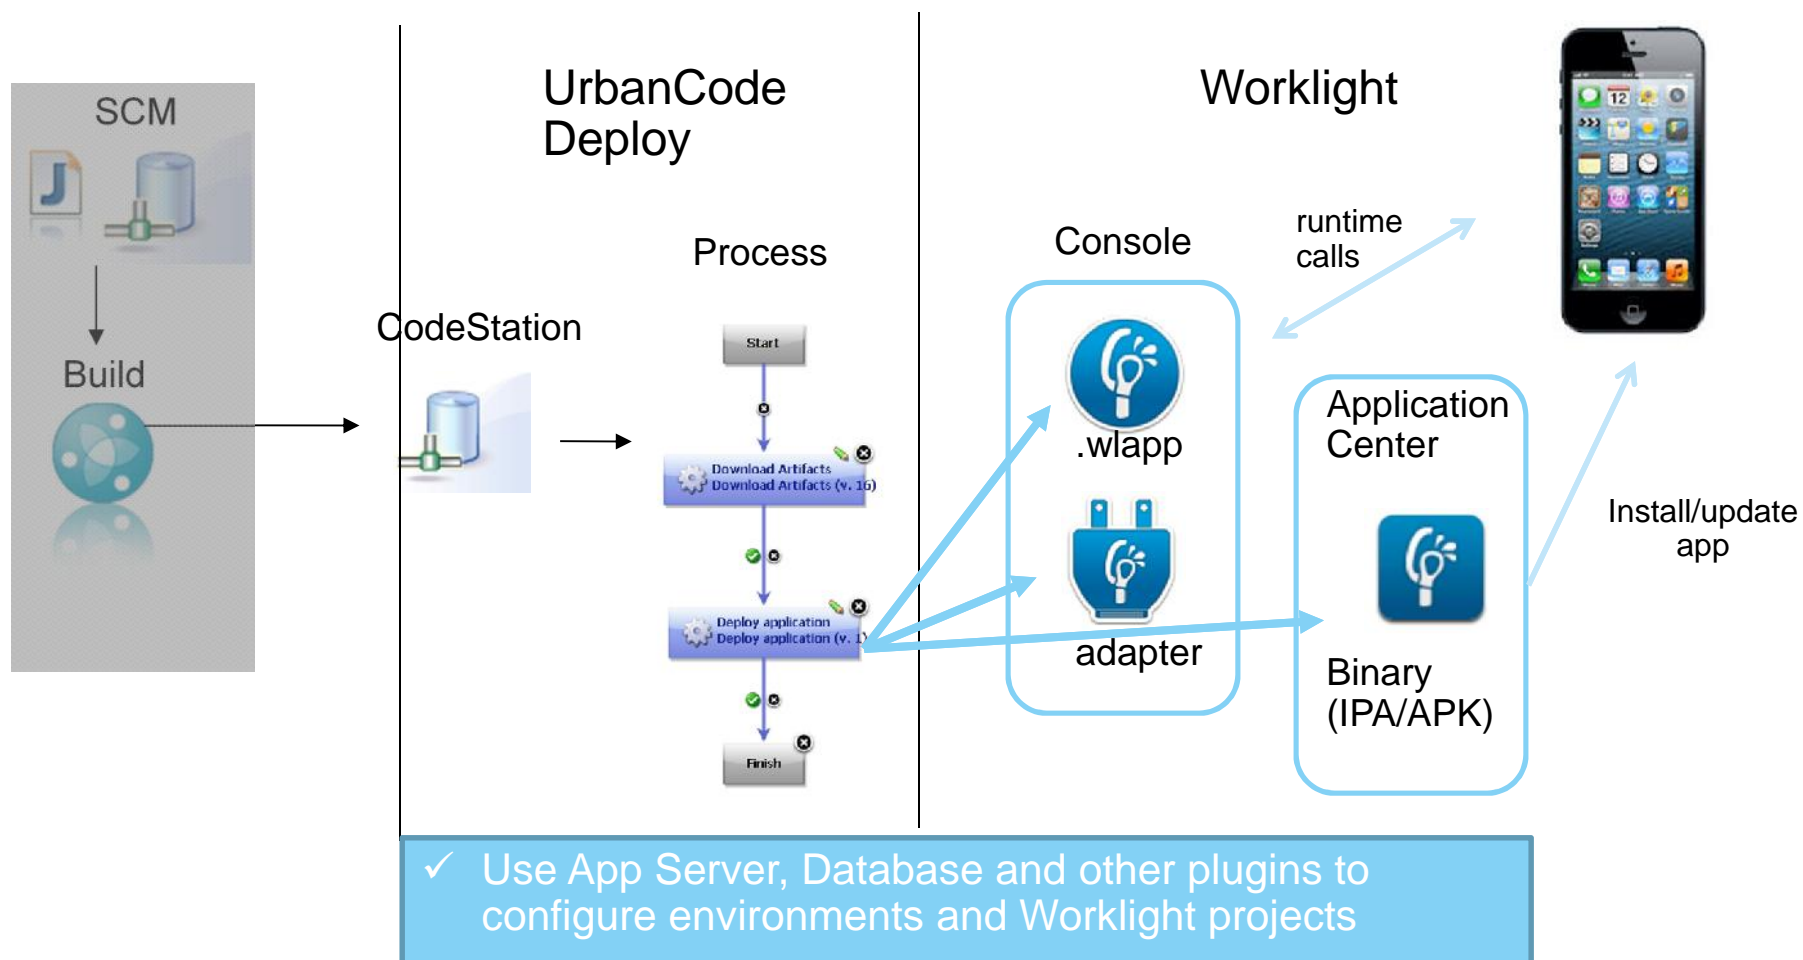 SCM
Build
UrbanCode
Deploy
CodeStation
Process
Start
Download Artifacts
Download Artifacts (v. 16)
Deploy application
Deploy application (v. 1)
Finish
Worklight
Console
.wlapp
adapter
runtime
calls
Application
Center
Binary
(IPA/APK)
12
Install/update
app
✓ Use App Server, Database and other plugins to
configure environments and Worklight projects